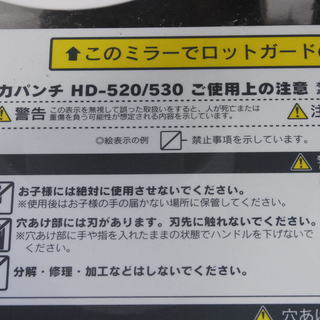 ↑このミラーでロットガードの
力パンチ HD-520/530 ご使用上の注意
警告 この表示を無視して誤った取扱いをすると、人が死亡または
重傷を負う可能性が想定される内容を示しています。
◎絵表示の例 禁止事項を示しています。
お子様には絶対に使用させないでください。
※使用後はお子様の手の届かない場所に保管してください。
穴あけ部には刃があります。刃先に触れないでください。
※穴あけ部に手や指を入れたままの状態でハンドルを下げないで
ください。
分解・修理・加工などはしないでください。
穴あけ